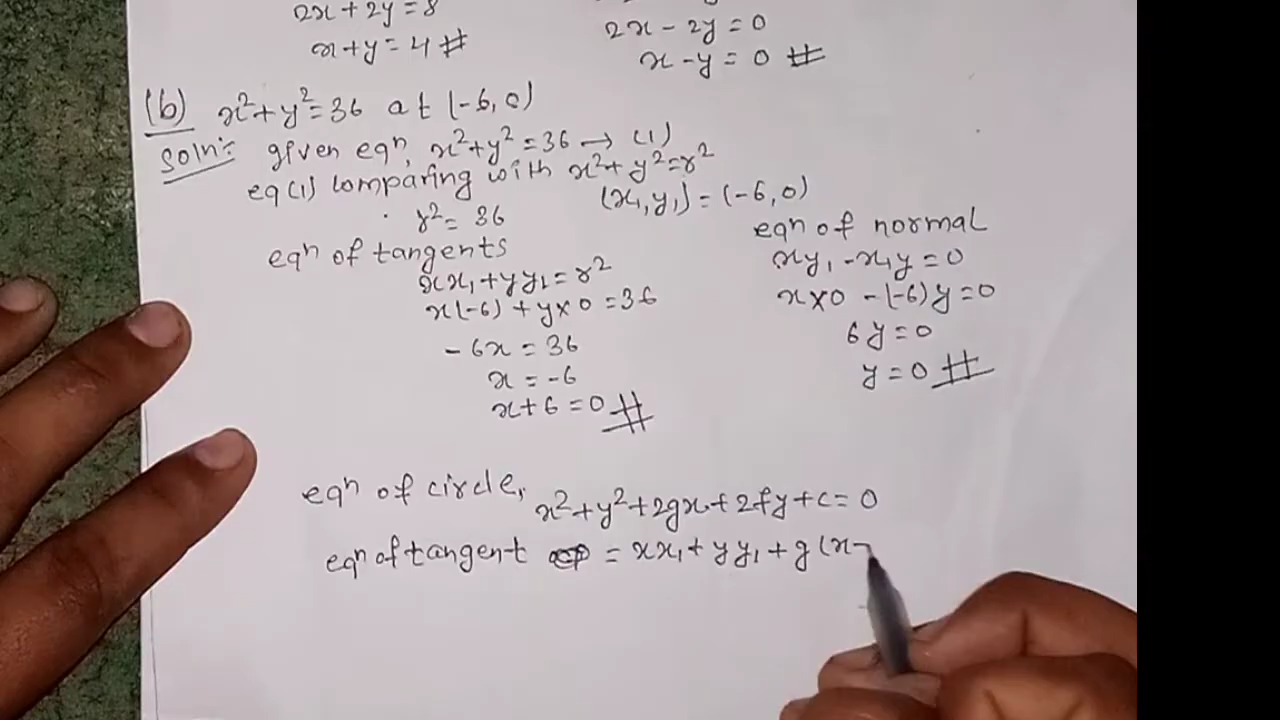 2x + 2y = 8
x + y = 4 #
2x - 2y = 0
x - y = 0 #
(b) x² + y² = 36 at (-6, 0)
Soln:- given eqn, x² + y² = 36 → (1)
eq (1) comparing with x² + y² = r²
r² = 36
(x₁, y₁) = (-6, 0)
eqn of tangents
xx₁ + yy₁ = r²
x(-6) + y×0 = 36
-6x = 36
x = -6
x + 6 = 0 #
eqn of normal
xy₁ - x₁y = 0
x×0 - (-6)y = 0
6y = 0
y = 0 #
eqn of circle, x² + y² + 2gx + 2fy + c = 0
eqn of tangent = xx₁ + yy₁ + g(x-